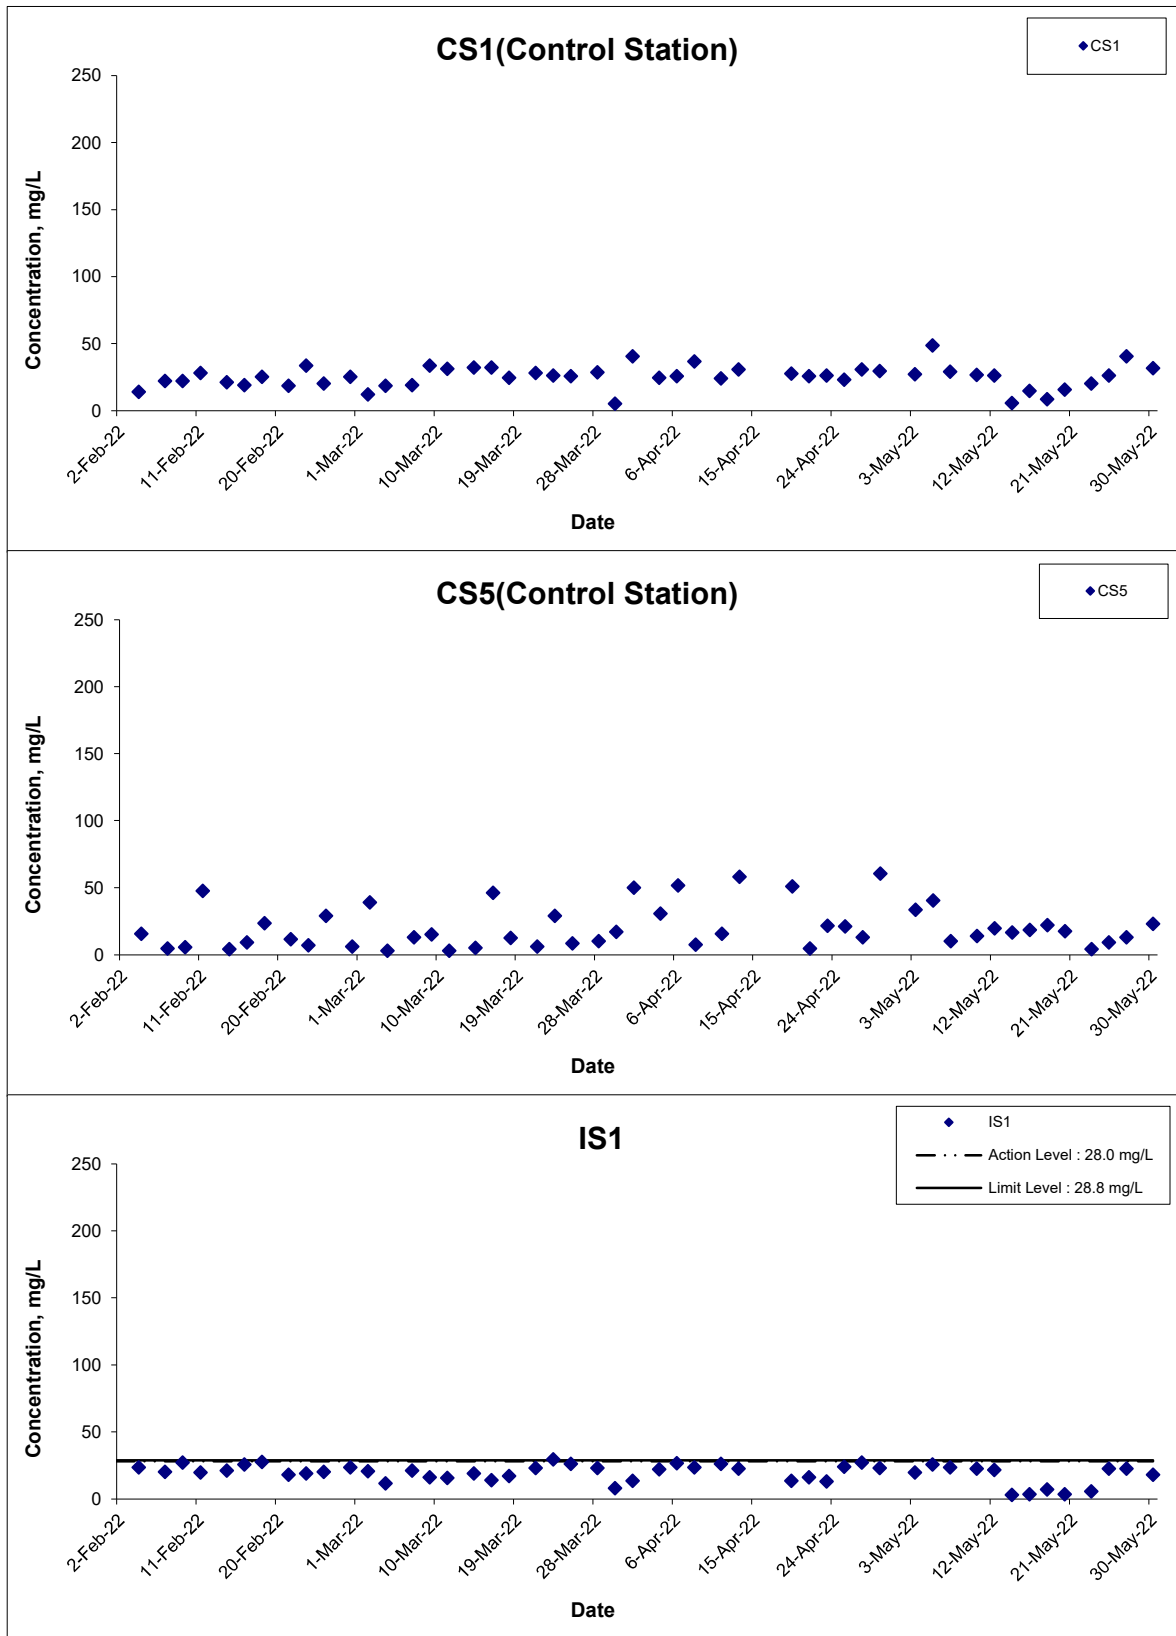 CS1(Control Station)
CS1
250
200
150
100
50
0
Concentration, mg/L
2-Feb-22
11-Feb-22
20-Feb-22
1-Mar-22
10-Mar-22
19-Mar-22
28-Mar-22
6-Apr-22
15-Apr-22
24-Apr-22
3-May-22
12-May-22
21-May-22
30-May-22
Date
CS5(Control Station)
CS5
250
200
150
100
50
0
Concentration, mg/L
2-Feb-22
11-Feb-22
20-Feb-22
1-Mar-22
10-Mar-22
19-Mar-22
28-Mar-22
6-Apr-22
15-Apr-22
24-Apr-22
3-May-22
12-May-22
21-May-22
30-May-22
Date
IS1
IS1
Action Level : 28.0 mg/L
Limit Level : 28.8 mg/L
250
200
150
100
50
0
Concentration, mg/L
2-Feb-22
11-Feb-22
20-Feb-22
1-Mar-22
10-Mar-22
19-Mar-22
28-Mar-22
6-Apr-22
15-Apr-22
24-Apr-22
3-May-22
12-May-22
21-May-22
30-May-22
Date